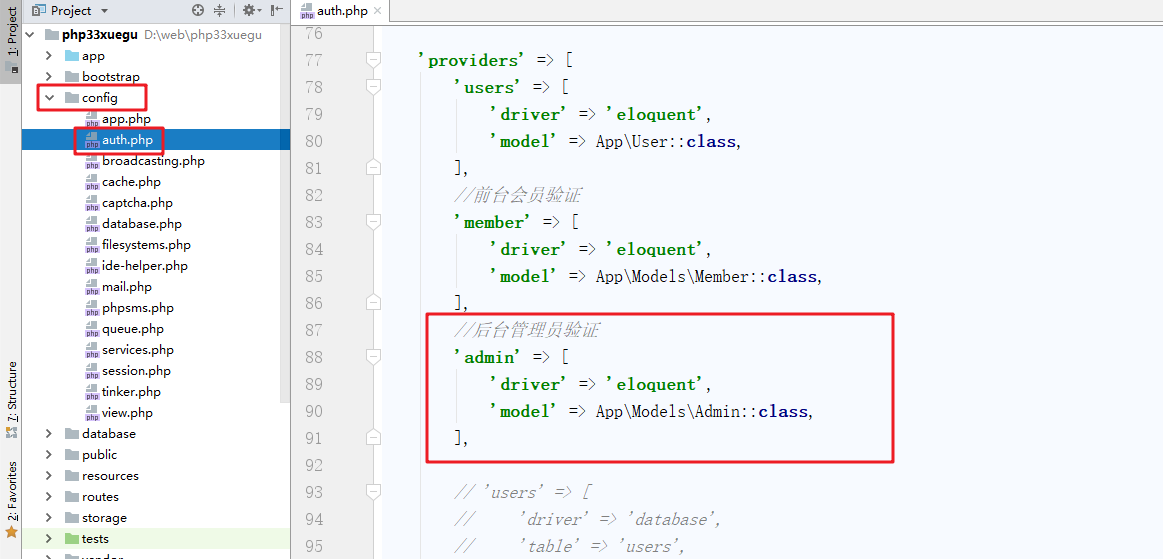 Project
auth.php
1: Project
7: Structure
2: Favorites
php33xuegu D:\web\php33xuegu
app
bootstrap
config
app.php
auth.php
broadcasting.php
cache.php
captcha.php
database.php
filesystems.php
ide-helper.php
mail.php
phpsms.php
queue.php
services.php
session.php
tinker.php
view.php
database
public
resources
routes
storage
tests
76
77 'providers' => [
78 'users' => [
79 'driver' => 'eloquent',
80 'model' => App\User::class,
81 ],
82 //前台会员验证
83 'member' => [
84 'driver' => 'eloquent',
85 'model' => App\Models\Member::class,
86 ],
87 //后台管理员验证
88 'admin' => [
89 'driver' => 'eloquent',
90 'model' => App\Models\Admin::class,
91 ],
92
93 // 'users' => [
94 // 'driver' => 'database',
95 // 'table' => 'users',